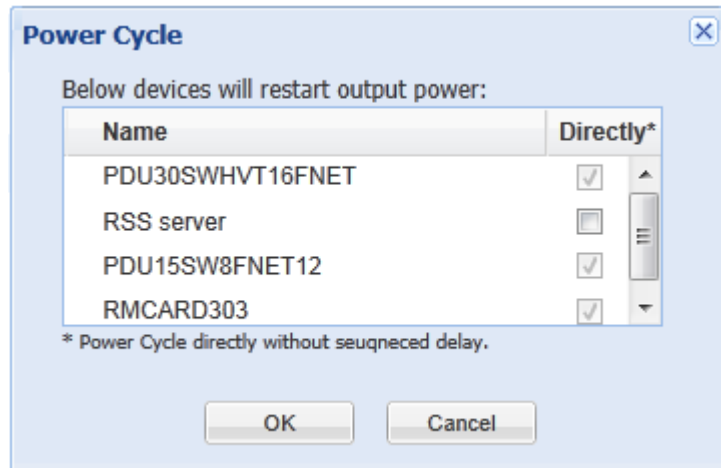 Power Cycle
Below devices will restart output power:
Name Directly*
PDU30SWHVT16FNET
RSS server
PDU15SW8FNET12
RMCARD303
* Power Cycle directly without seuqneced delay.
OK Cancel